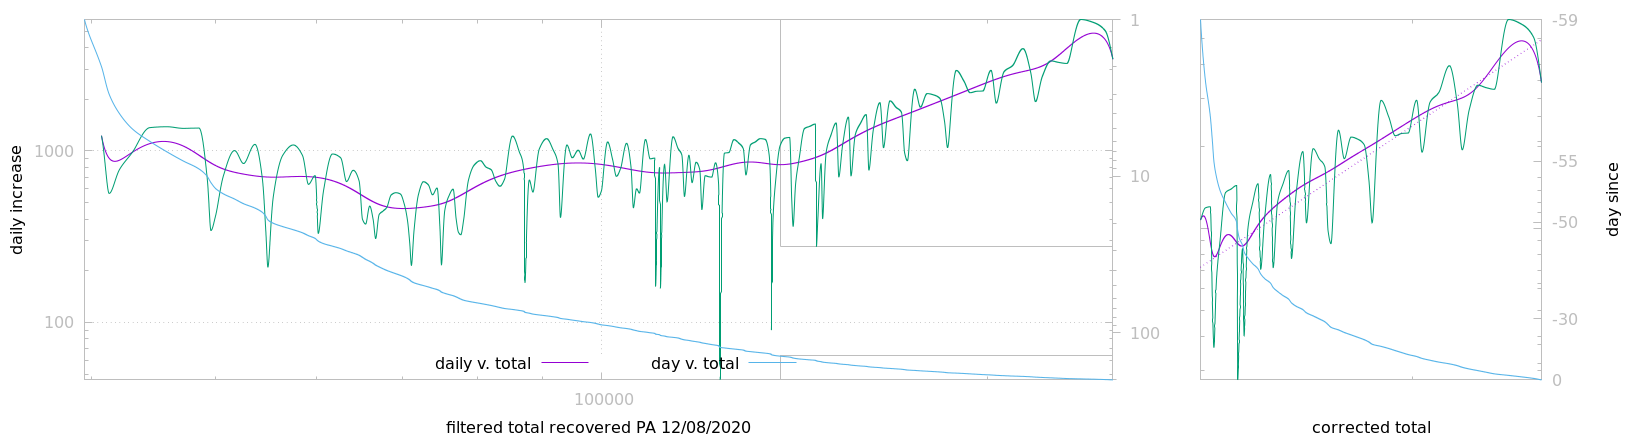 1
-59
daily increase
1000
10
100
100
-55
-50
-30
0
day since
daily v. total
day v. total
100000
filtered total recovered PA 12/08/2020
corrected total